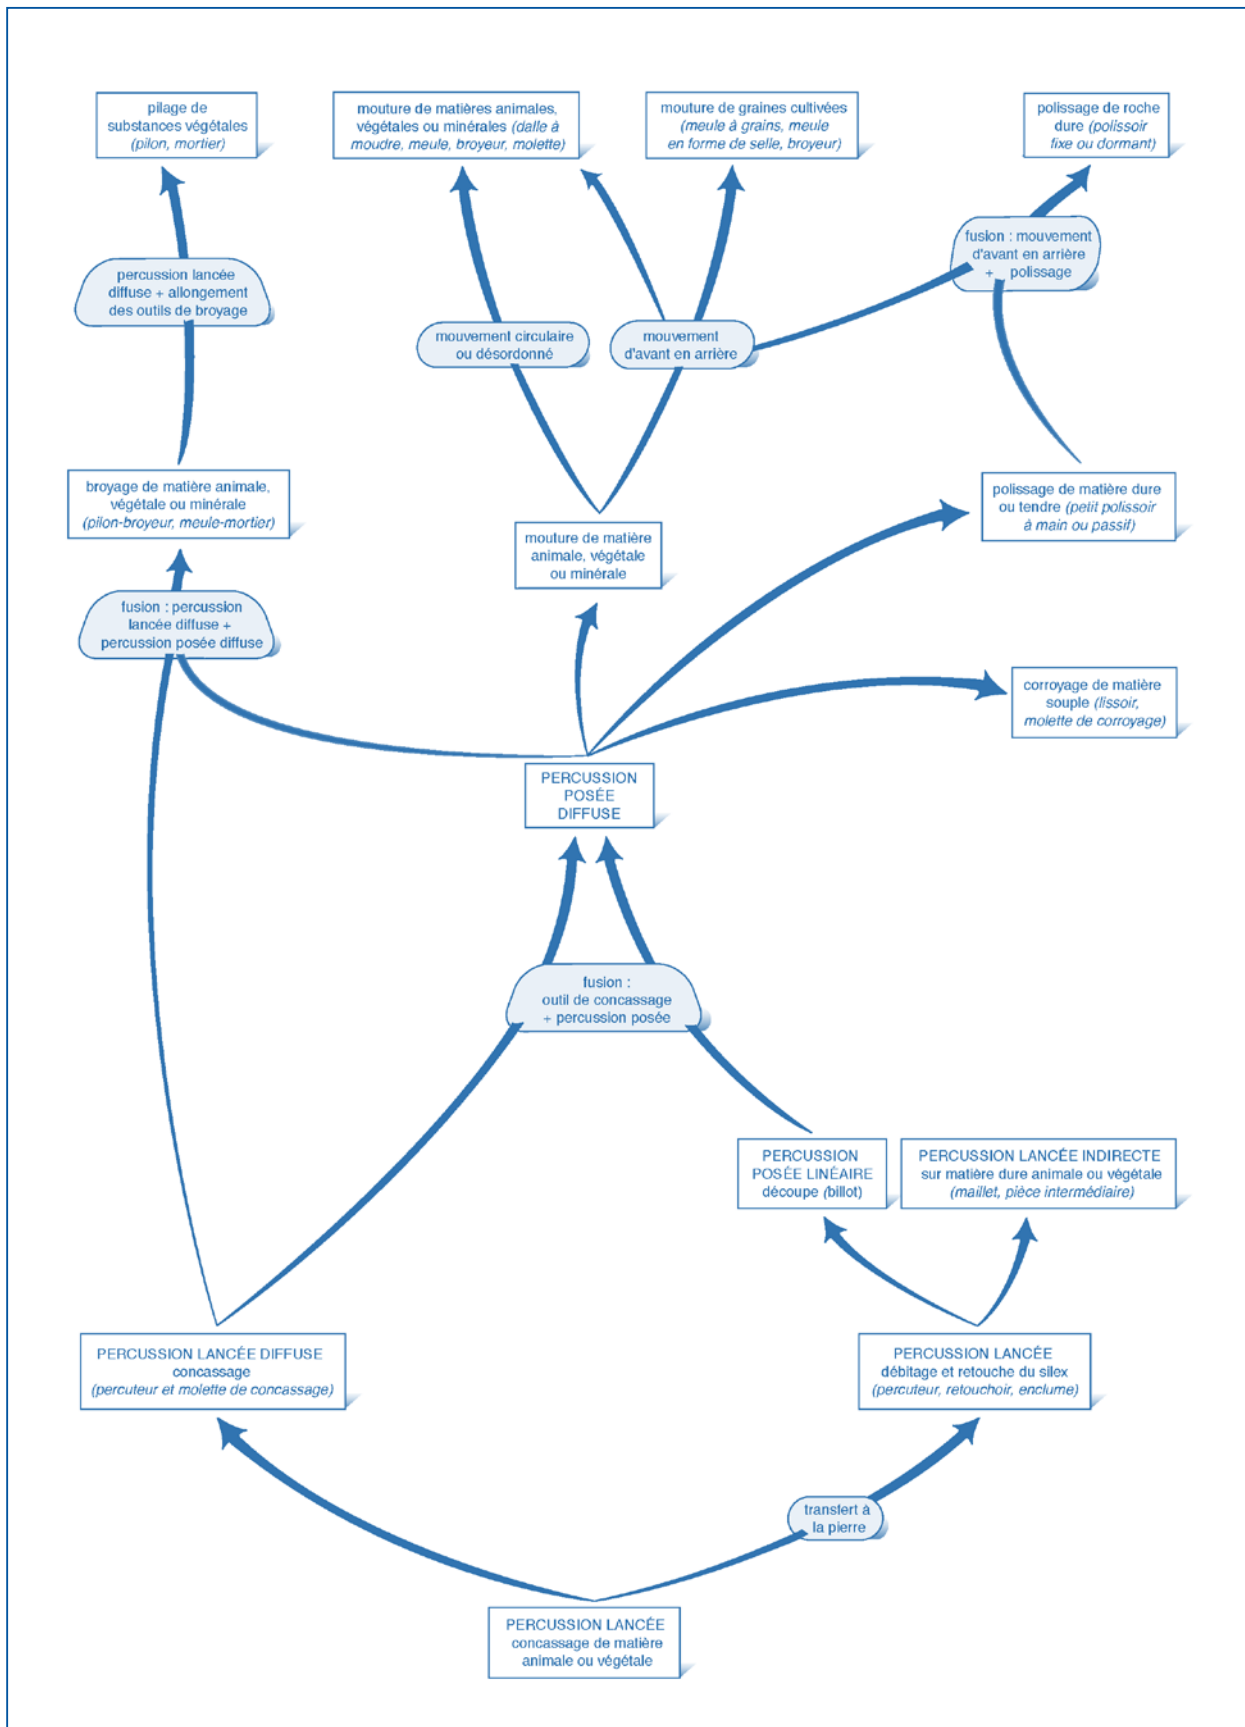 pilage de
substances végétales
(pilon, mortier)
mouture de matières animales,
végétales ou minérales (dalle à
moudre, meule, broyeur, molette)
mouture de graines cultivées
(meule à grains, meule
en forme de selle, broyeur)
polissage de roche
dure (polissoir
fixe ou dormant)
percussion lancée
diffuse + allongement
des outils de broyage
mouvement circulaire
ou désordonné
mouvement
d'avant en arrière
fusion : mouvement
d'avant en arrière
+ polissage
broyage de matière animale,
végétale ou minérale
(pilon-broyeur, meule-mortier)
mouture de matière
animale, végétale
ou minérale
polissage de matière dure
ou tendre (petit polissoir
à main ou passif)
fusion : percussion
lancée diffuse +
percussion posée diffuse
corroyage de matière
souple (lissoir,
molette de corroyage)
PERCUSSION
POSÉE
DIFFUSE
fusion :
outil de concassage
+ percussion posée
PERCUSSION
POSÉE LINÉAIRE
découpe (billot)
PERCUSSION LANCÉE INDIRECTE
sur matière dure animale ou végétale
(maillet, pièce intermédiaire)
PERCUSSION LANCÉE DIFFUSE
concassage
(percuteur et molette de concassage)
PERCUSSION LANCÉE
débitage et retouche du silex
(percuteur, retouchoir, enclume)
transfert à
la pierre
PERCUSSION LANCÉE
concassage de matière
animale ou végétale